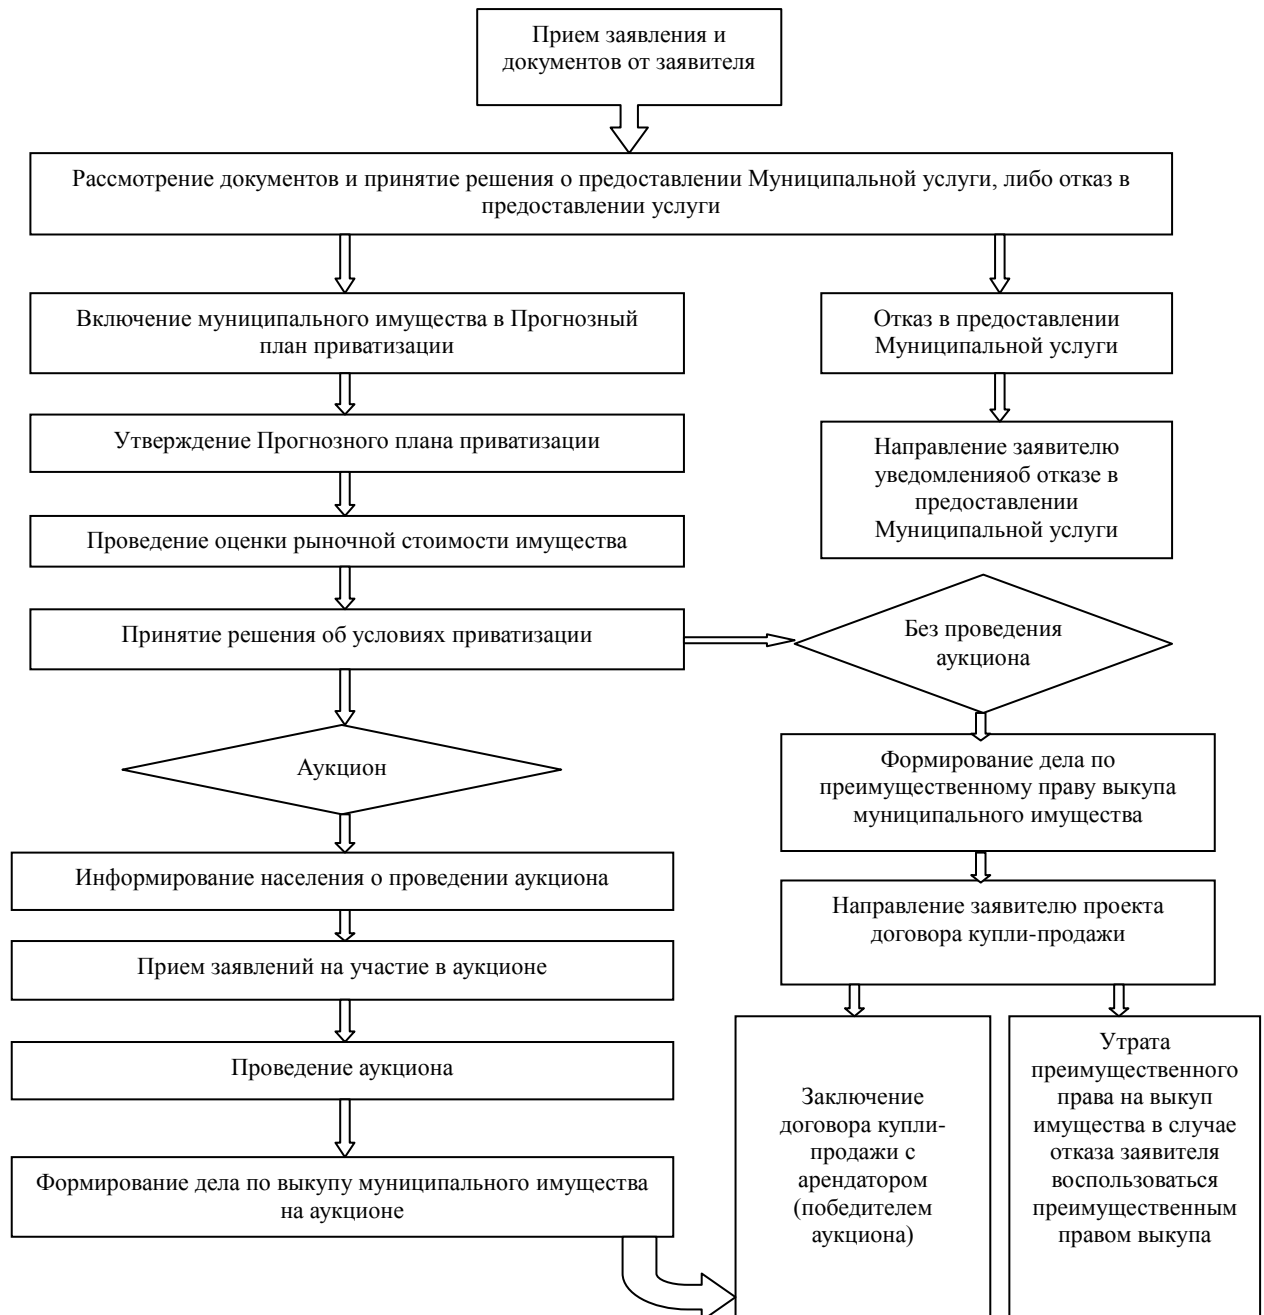 Прием заявления и
документов от заявителя
Рассмотрение документов и принятие решения о предоставлении Муниципальной услуги, либо отказ в
предоставлении услуги
Включение муниципального имущества в Прогнозный
план приватизации
Отказ в предоставлении
Муниципальной услуги
Утверждение Прогнозного плана приватизации
Направление заявителю
уведомленияоб отказе в
предоставлении
Муниципальной услуги
Проведение оценки рыночной стоимости имущества
Принятие решения об условиях приватизации
Без проведения
аукциона
Аукцион
Формирование дела по
преимущественному праву выкупа
муниципального имущества
Информирование населения о проведении аукциона
Направление заявителю проекта
договора купли-продажи
Прием заявлений на участие в аукционе
Проведение аукциона
Формирование дела по выкупу муниципального имущества
на аукционе
Заключение
договора купли-
продажи с
арендатором
(победителем
аукциона)
Утрата
преимущественного
права на выкуп
имущества в случае
отказа заявителя
воспользоваться
преимущественным
правом выкупа